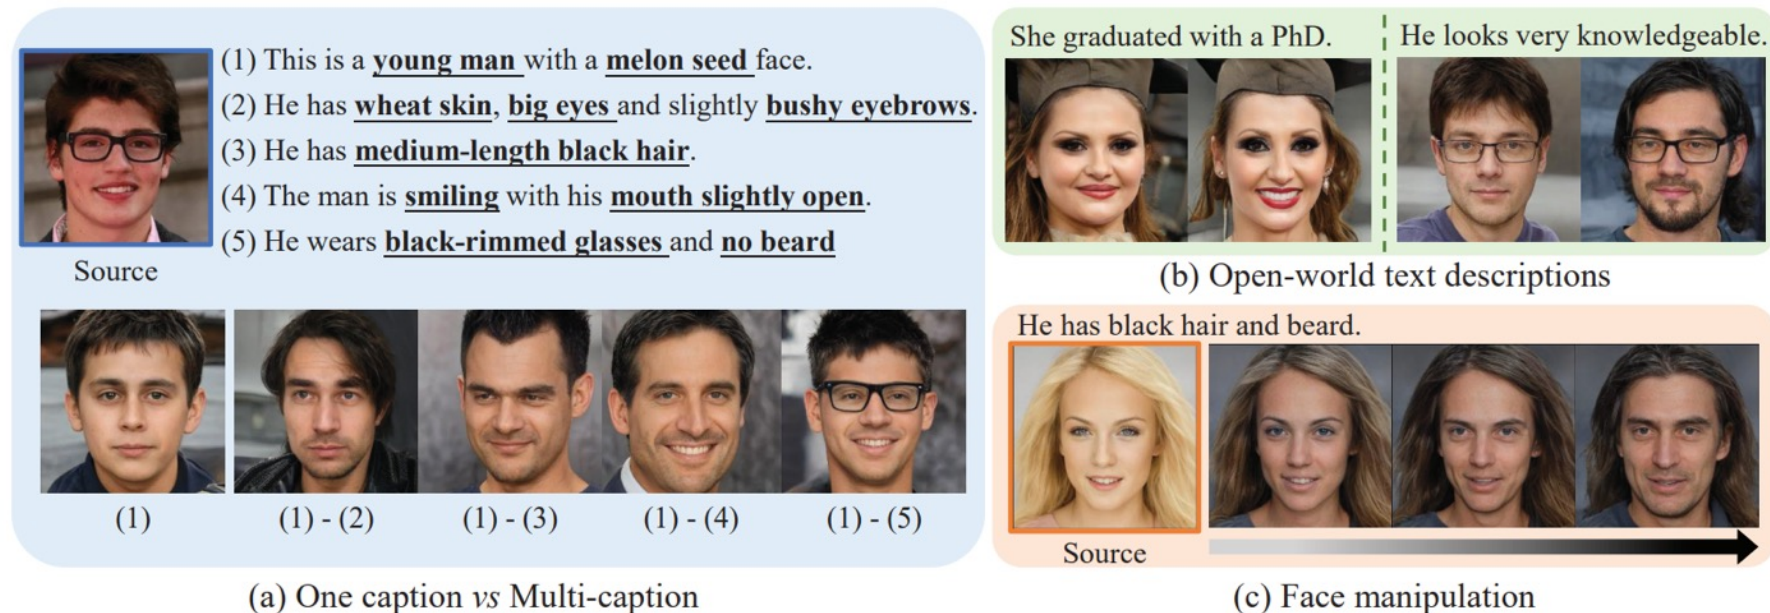 (1) This is a young man with a melon seed face.
(2) He has wheat skin, big eyes and slightly bushy eyebrows.
(3) He has medium-length black hair.
(4) The man is smiling with his mouth slightly open.
(5) He wears black-rimmed glasses and no beard
Source
(1)
(1) - (2)
(1) - (3)
(1) - (4)
(1) - (5)
(a) One caption vs Multi-caption
She graduated with a PhD.
He looks very knowledgeable.
(b) Open-world text descriptions
He has black hair and beard.
Source
(c) Face manipulation